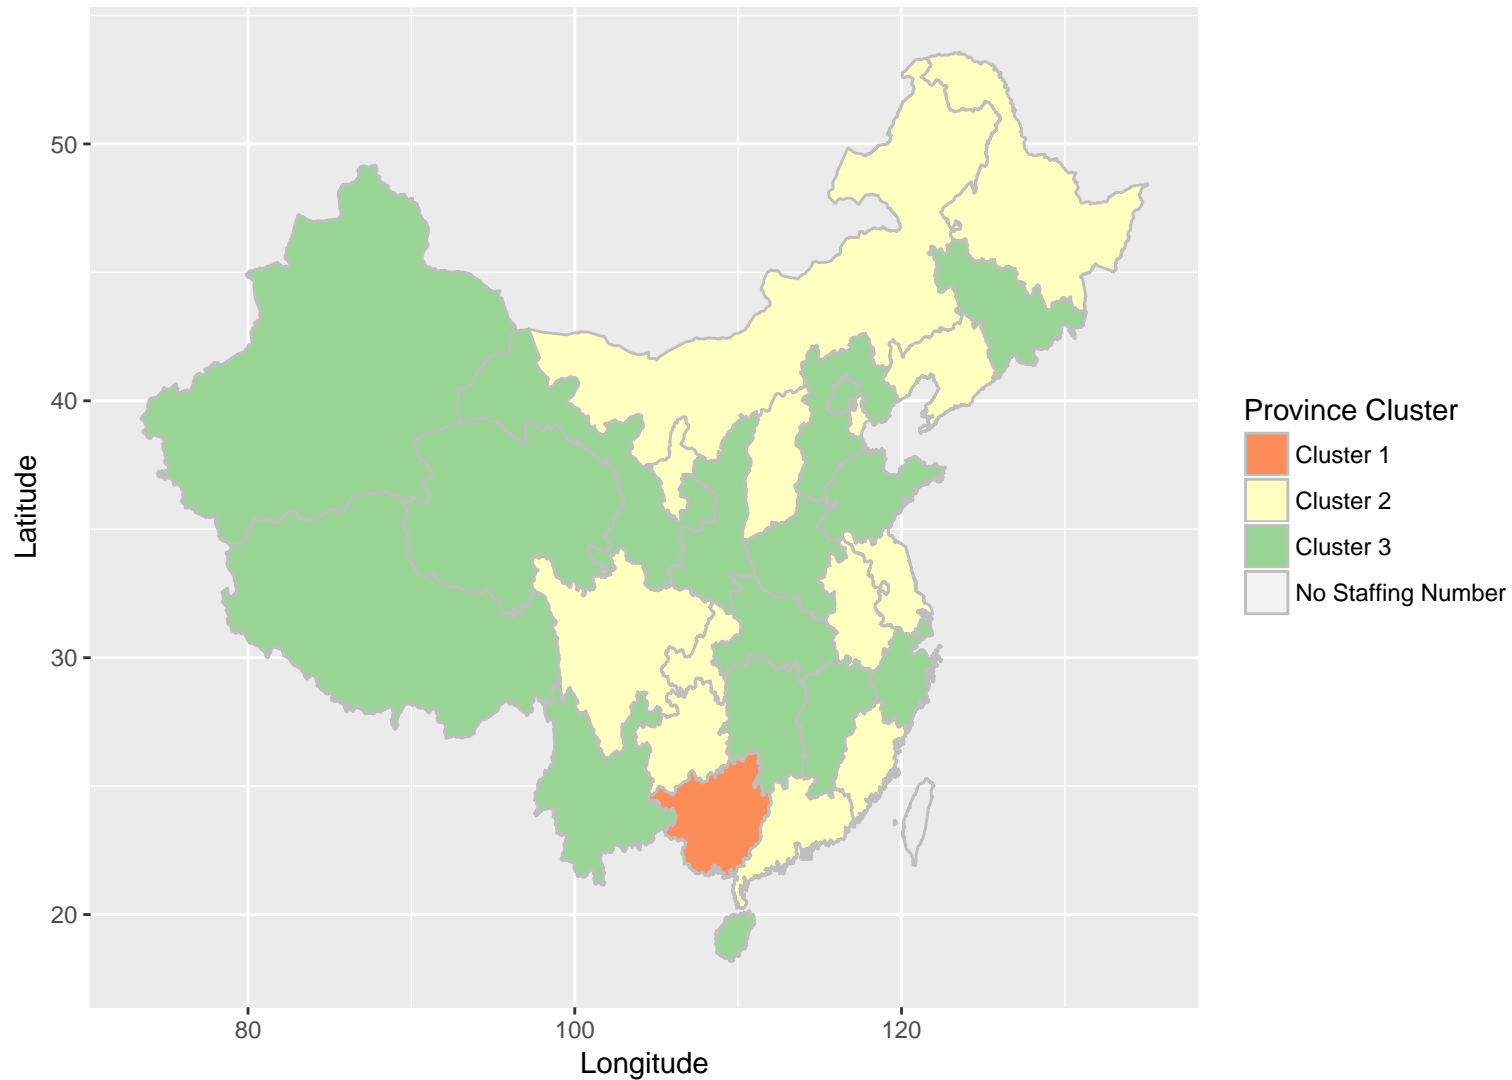 50
40
30
20
80
100
120
Latitude
Longitude
Province Cluster
Cluster 1
Cluster 2
Cluster 3
No Staffing Number